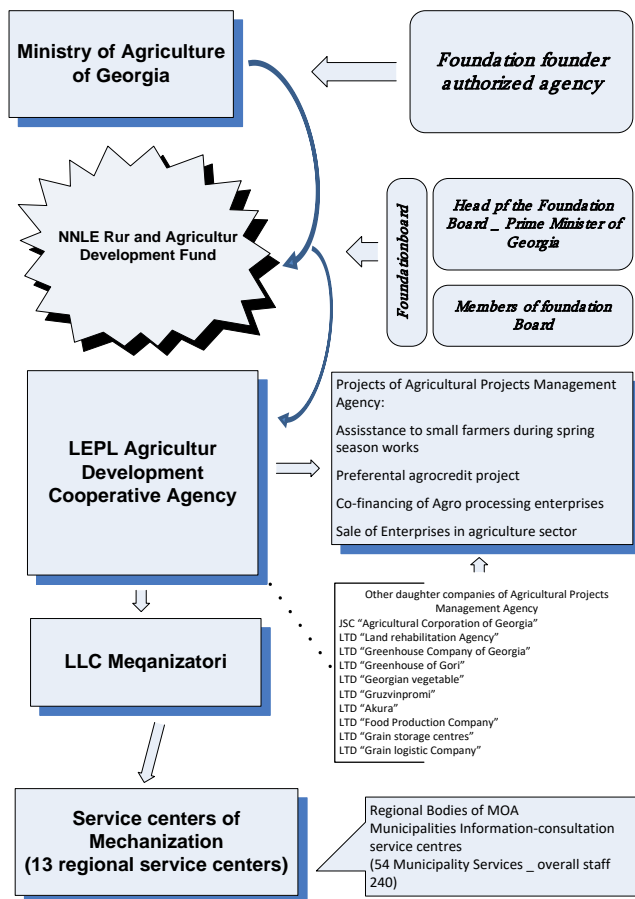 Ministry of Agriculture
of Georgia
Foundation founder
authorized agency
NNLE Rur and Agricultur
Development Fund
Foundationboard
Head pf the Foundation
Board _ Prime Minister of
Georgia
Members of foundation
Board
LEPL Agricultur
Development
Cooperative Agency
Projects of Agricultural Projects Management
Agency:
Assisstance to small farmers during spring
season works
Preferental agrocredit project
Co-financing of Agro processing enterprises
Sale of Enterprises in agriculture sector
Other daughter companies of Agricultural Projects
Management Agency
JSC “Agricultural Corporation of Georgia”
LTD “Land rehabilitation Agency”
LTD “Greenhouse Company of Georgia”
LTD “Greenhouse of Gori”
LTD “Georgian vegetable”
LTD “Gruzvinpromi”
LTD “Akura”
LTD “Food Production Company”
LTD “Grain storage centres”
LTD “Grain logistic Company”
LLC Meqanizatori
Service centers of
Mechanization
(13 regional service centers)
Regional Bodies of MOA
Municipalities Information-consultation
service centres
(54 Municipality Services _ overall staff
240)